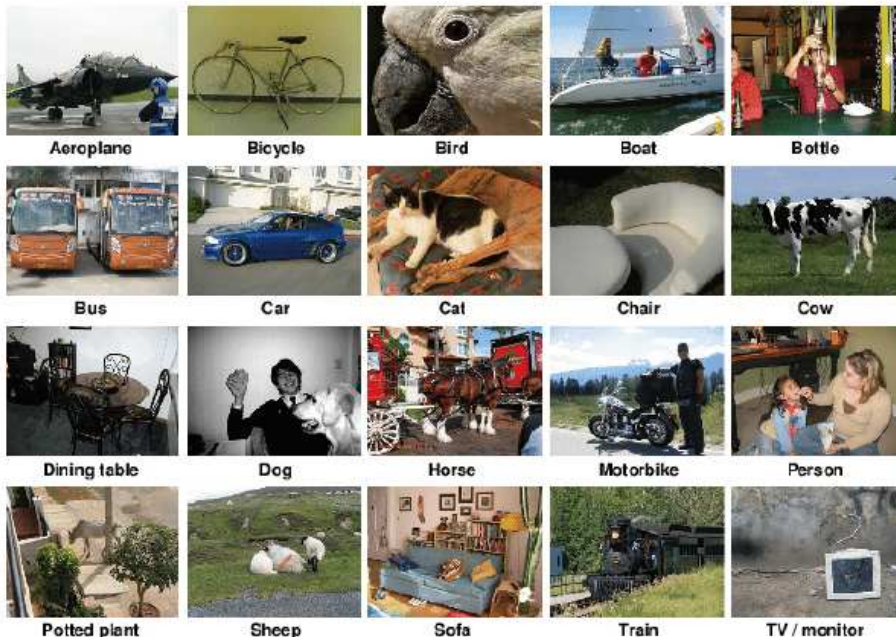 Aeroplane
Bicycle
Bird
Boat
Bottle
Bus
Car
Cat
Chair
Cow
Dining table
Dog
Horse
Motorbike
Person
Potted plant
Sheep
Sofa
Train
TV / monitor